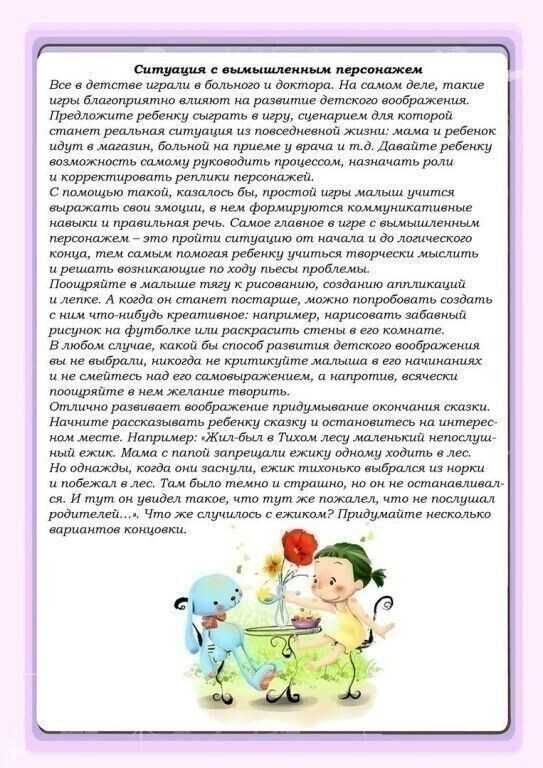 Ситуация с вымышленным персонажем
Все в детстве играли в больного и доктора. На самом деле, такие
игры благоприятно влияют на развитие детского воображения.
Предложите ребенку сыграть в игру, сценарием для которой
станет реальная ситуация из повседневной жизни: мама и ребенок
идут в магазин, больной на приеме у врача и т.д. Давайте ребенку
возможность самому руководить процессом, назначать роли
и корректировать реплики персонажей.
С помощью такой, казалось бы, простой игры малыш учится
выражать свои эмоции, в нем формируются коммуникативные
навыки и правильная речь. Самое главное в игре с вымышленным
персонажем – это пройти ситуацию от начала и до логического
конца, тем самым помогая ребенку учиться творчески мыслить
и решать возникающие по ходу пьесы проблемы.
Поощряйте в малыше тягу к рисованию, созданию аппликаций
и лепке. А когда он станет постарше, можно попробовать создать
с ним что-нибудь креативное: например, нарисовать забавный
рисунок на футболке или раскрасить стены в его комнате.
В любом случае, какой бы способ развития детского воображения
вы не выбрали, никогда не критикуйте малыша в его начинаниях
и не смейтесь над его самовыражением, а напротив, всячески
поощряйте в нем желание творить.
Отлично развивает воображение придумывание окончания сказки.
Начните рассказывать ребенку сказку и остановитесь на интерес-
ном месте. Например: «Жил-был в Тихом лесу маленький непослуш-
ный ежик. Мама с папой запрещали ежику одному ходить в лес.
Но однажды, когда они заснули, ежик тихонько выбрался из норки
и побежал в лес. Там было темно и страшно, но он не останавливал-
ся. И тут он увидел такое, что тут же пожалел, что не послушал
родителей…». Что же случилось с ежиком? Придумайте несколько
вариантов концовки.